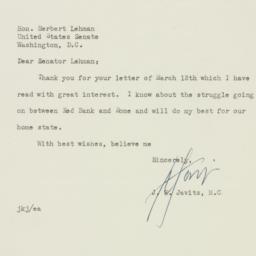 Hon. Herbert Lehman
United States Senate
Washington, D.C.
Dear Senator Lehman;
Thank you for your letter of March 12th which I have
read with great interest. I know about the struggle going
on between Red Bank and Rome and will do my best for our
home state.
With best wishes, believe me
Sincerely,
J. K. Javits, M.C
jkj/ea